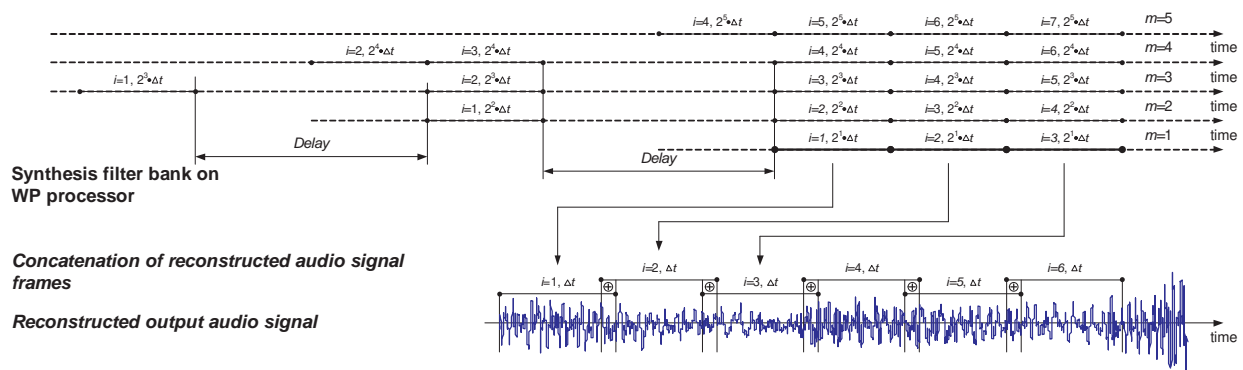 i=4, 2⁵•Δt i=5, 2⁵•Δt i=6, 2⁵•Δt i=7, 2⁵•Δt m=5
time
i=2, 2⁴•Δt i=3, 2⁴•Δt i=4, 2⁴•Δt i=5, 2⁴•Δt i=6, 2⁴•Δt m=4
time
i=1, 2³•Δt i=2, 2³•Δt i=3, 2³•Δt i=4, 2³•Δt i=5, 2³•Δt m=3
time
i=1, 2²•Δt i=2, 2²•Δt i=3, 2²•Δt i=4, 2²•Δt m=2
time
i=1, 2¹•Δt i=2, 2¹•Δt i=3, 2¹•Δt m=1
time
Delay
Delay
Synthesis filter bank on
WP processor
Concatenation of reconstructed audio signal
frames
i=1, Δt i=2, Δt i=3, Δt i=4, Δt i=5, Δt i=6, Δt
⊕ ⊕ ⊕ ⊕ ⊕
Reconstructed output audio signal
time